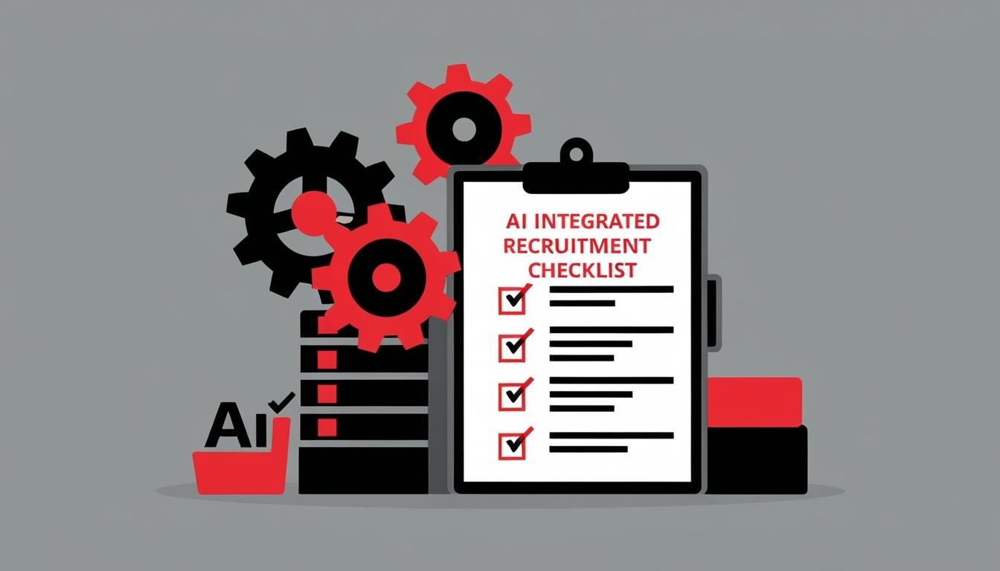 AI INTEGRATED
RECRUITMENT
CHECKLIST
AI